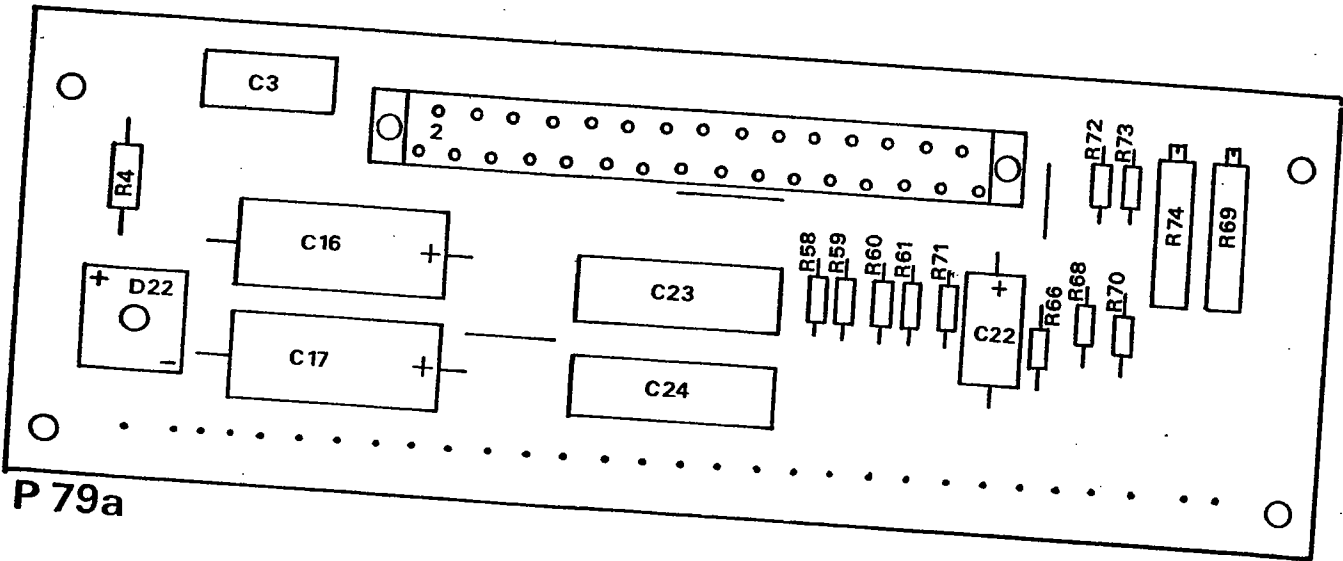 C3
2
R72
R73
R4
R74
R69
C16
+
R58
R59
R60
R61
R71
+
D22
C23
+
R66
R68
R70
C22
C17
+
-
C24
P 79a